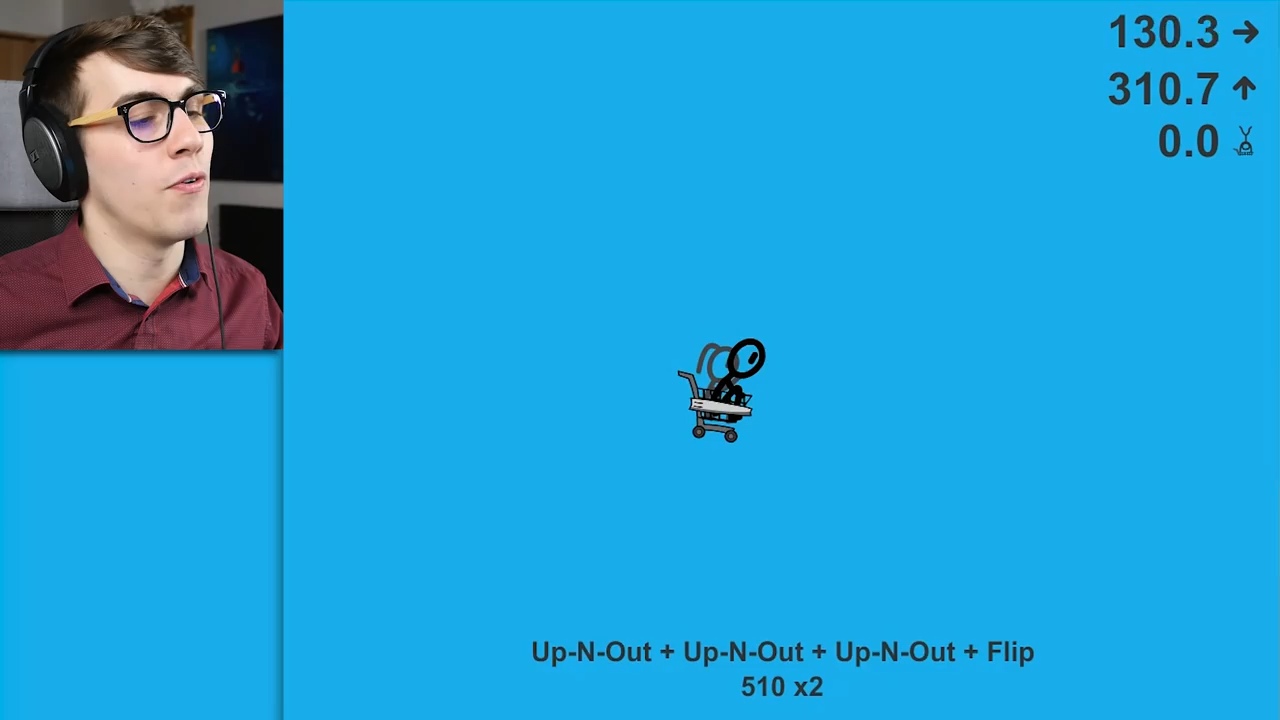 130.3
310.7
0.0
Up-N-Out + Up-N-Out + Up-N-Out + Flip
510 x2